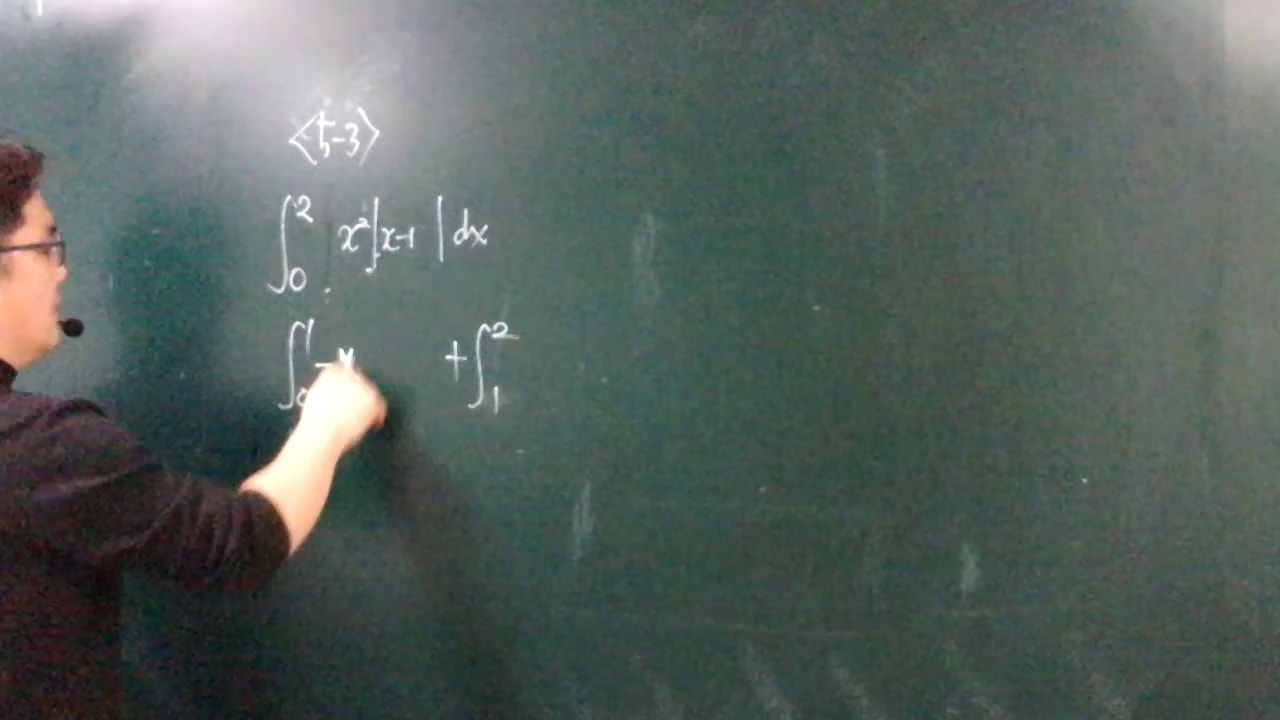 <5-3>
∫₀² x²|x-1|dx
∫₀¹ - + ∫₁²